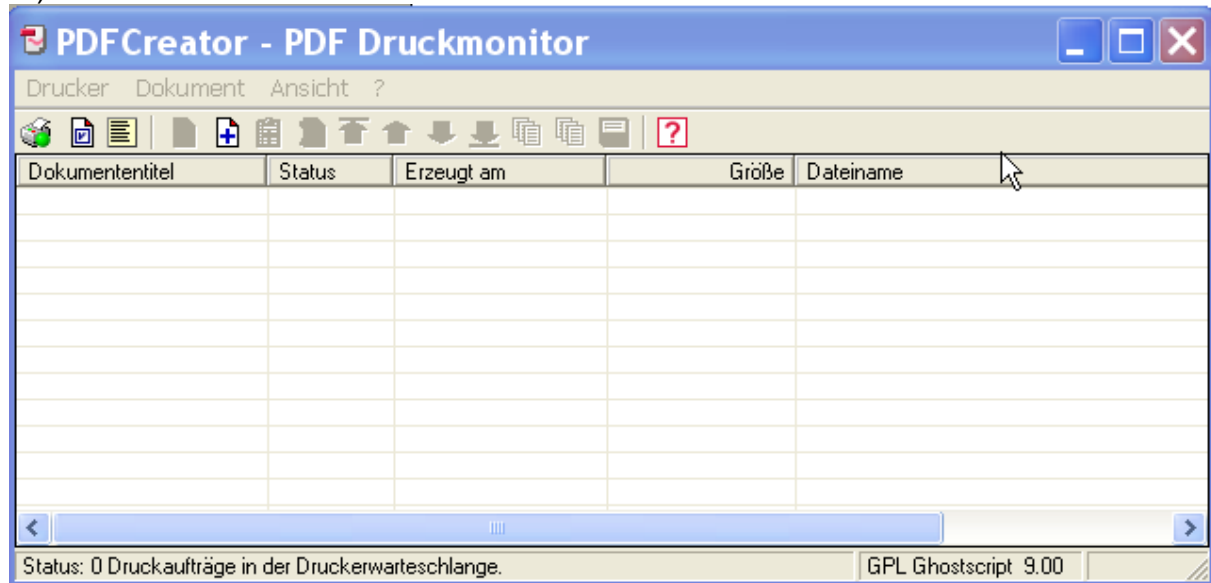 PDFCreator - PDF Druckmonitor
Drucker Dokument Ansicht ?
Dokumententitel Status Erzeugt am Größe Dateiname
Status: 0 Druckaufträge in der Druckerwarteschlange. GPL Ghostscript 9.00